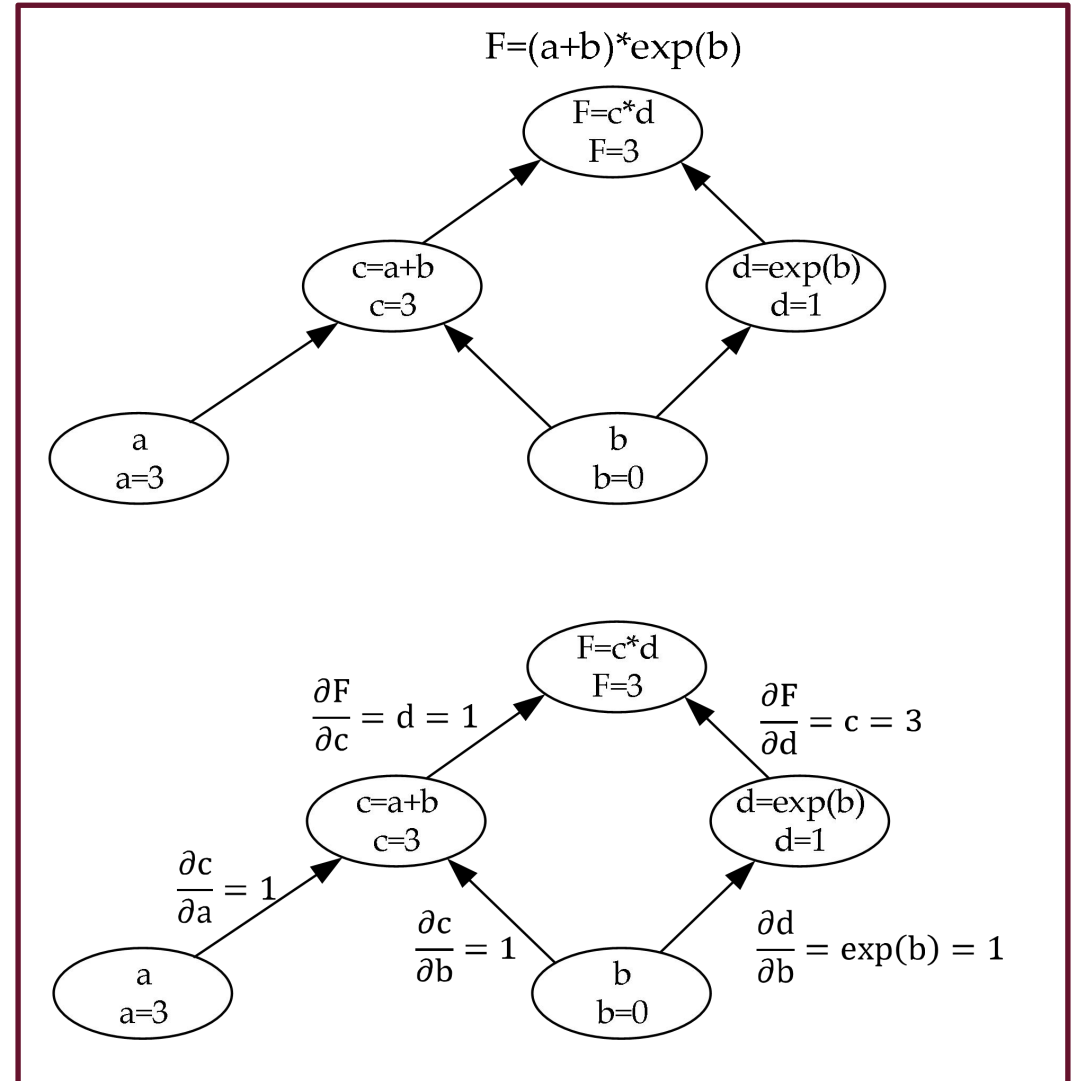 F=(a+b)*exp(b)
F=c*d
F=3
c=a+b
c=3
d=exp(b)
d=1
a
a=3
b
b=0
F=c*d
F=3
∂F/∂c = d = 1
∂F/∂d = c = 3
c=a+b
c=3
d=exp(b)
d=1
∂c/∂a = 1
∂c/∂b = 1
∂d/∂b = exp(b) = 1
a
a=3
b
b=0